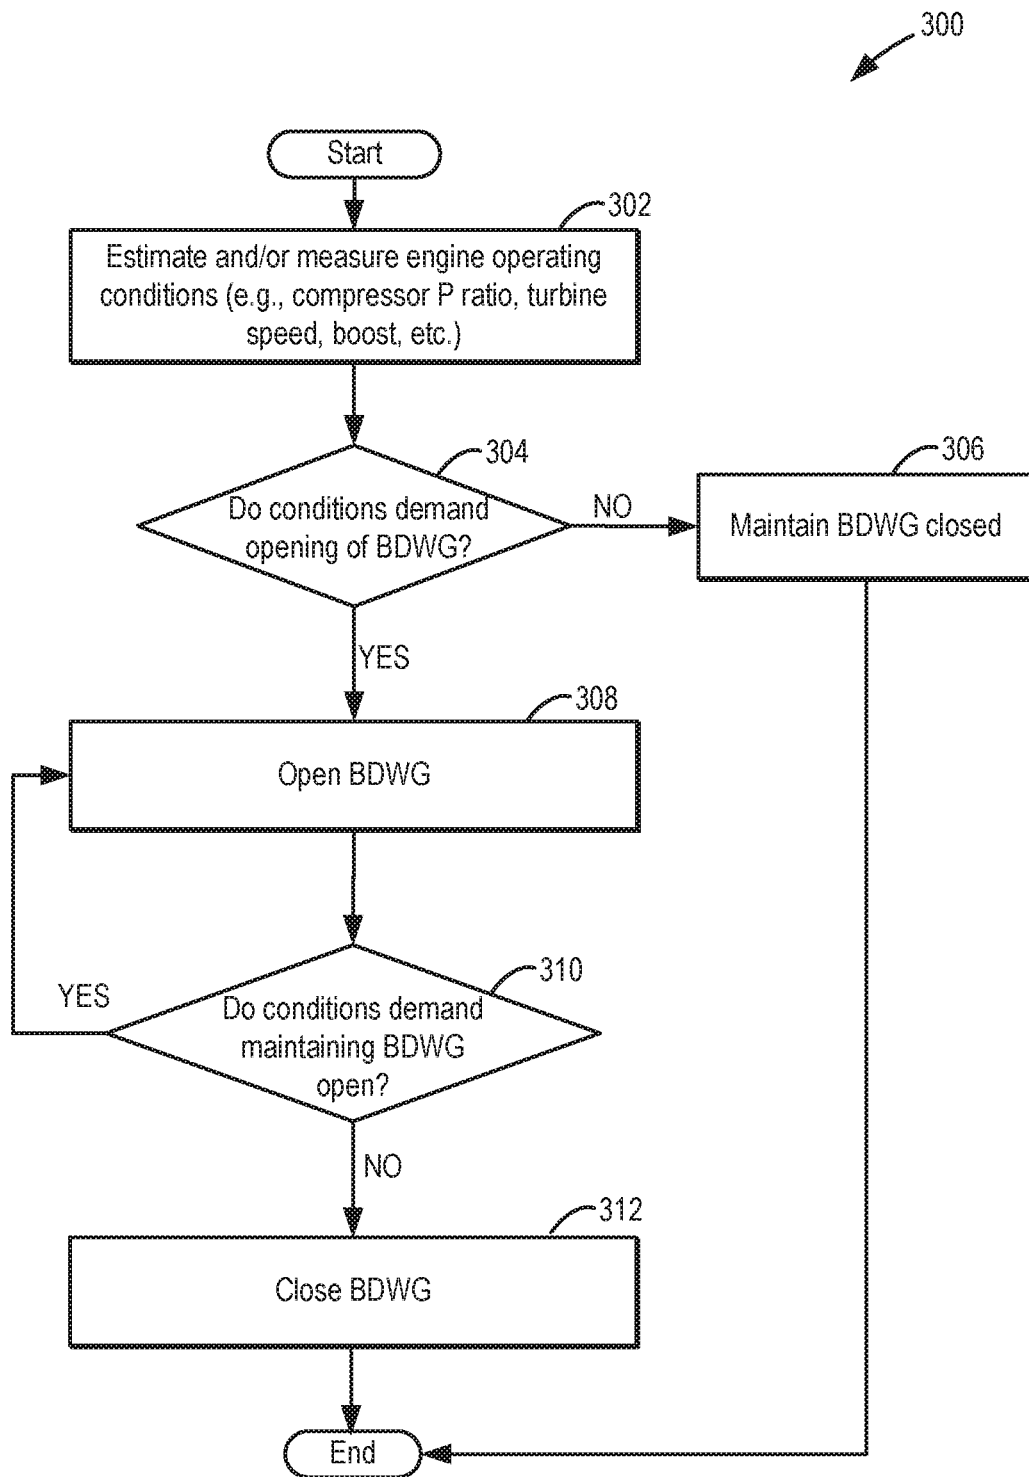 300
Start
302
Estimate and/or measure engine operating
conditions (e.g., compressor P ratio, turbine
speed, boost, etc.)
304
306
Do conditions demand
opening of BDWG?
NO
Maintain BDWG closed
YES
308
Open BDWG
310
YES
Do conditions demand
maintaining BDWG
open?
NO
312
Close BDWG
End